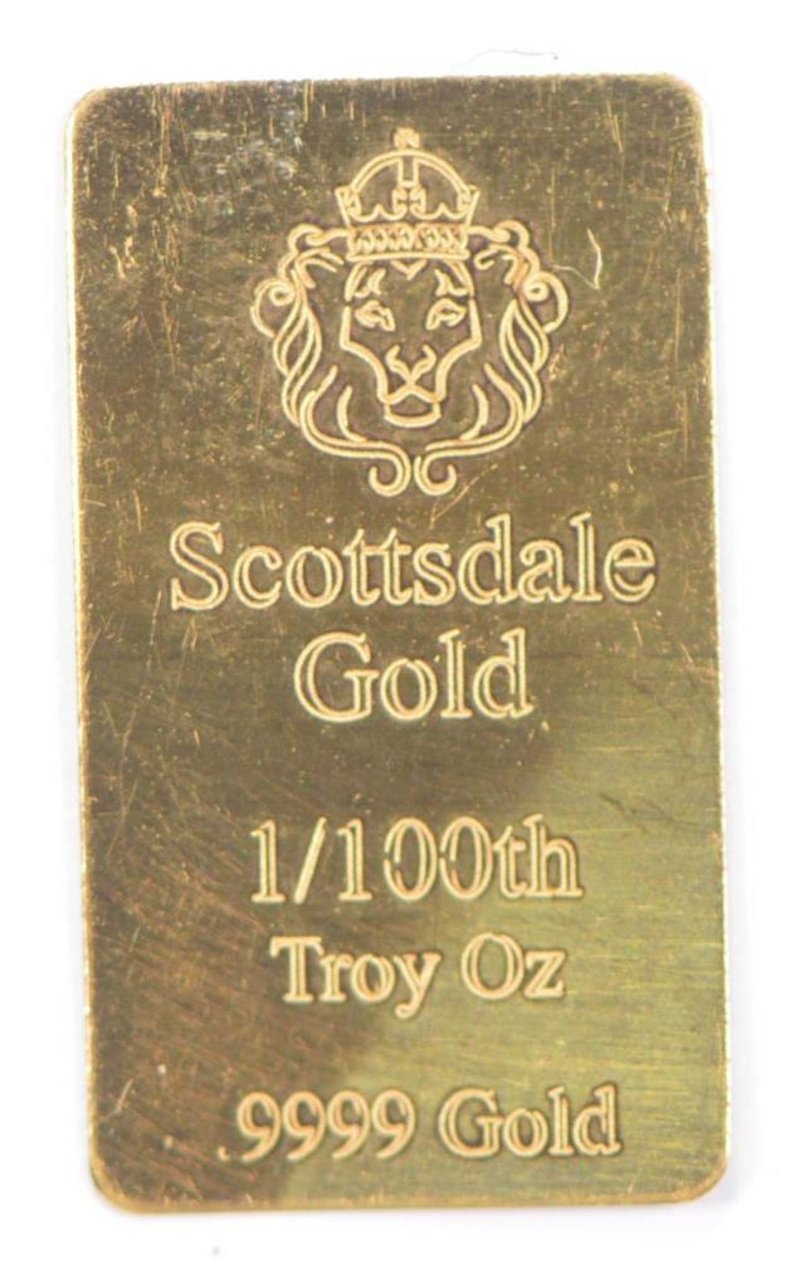 Scottsdale
Gold
1/100th
Troy Oz
.9999 Gold